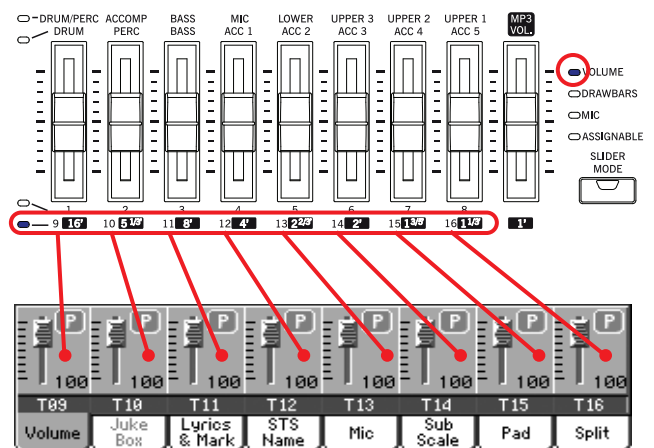 DRUM/PERC ACCOMP BASS MIC LOWER UPPER 3 UPPER 2 UPPER 1 MP3
DRUM PERC BASS ACC 1 ACC 2 ACC 3 ACC 4 ACC 5 VOL.
VOLUME
DRAWBARS
MIC
ASSIGNABLE
SLIDER
MODE
1 2 3 4 5 6 7 8
9 16' 10 5 1/3' 11 8' 12 4' 13 2 2/3' 14 2' 15 1 3/5' 16 1 1/3' 1'
P P P P P P P P
100 100 100 100 100 100 100 100
T09 T10 T11 T12 T13 T14 T15 T16
Volume Juke Box Lyrics & Mark STS Name Mic Sub Scale Pad Split